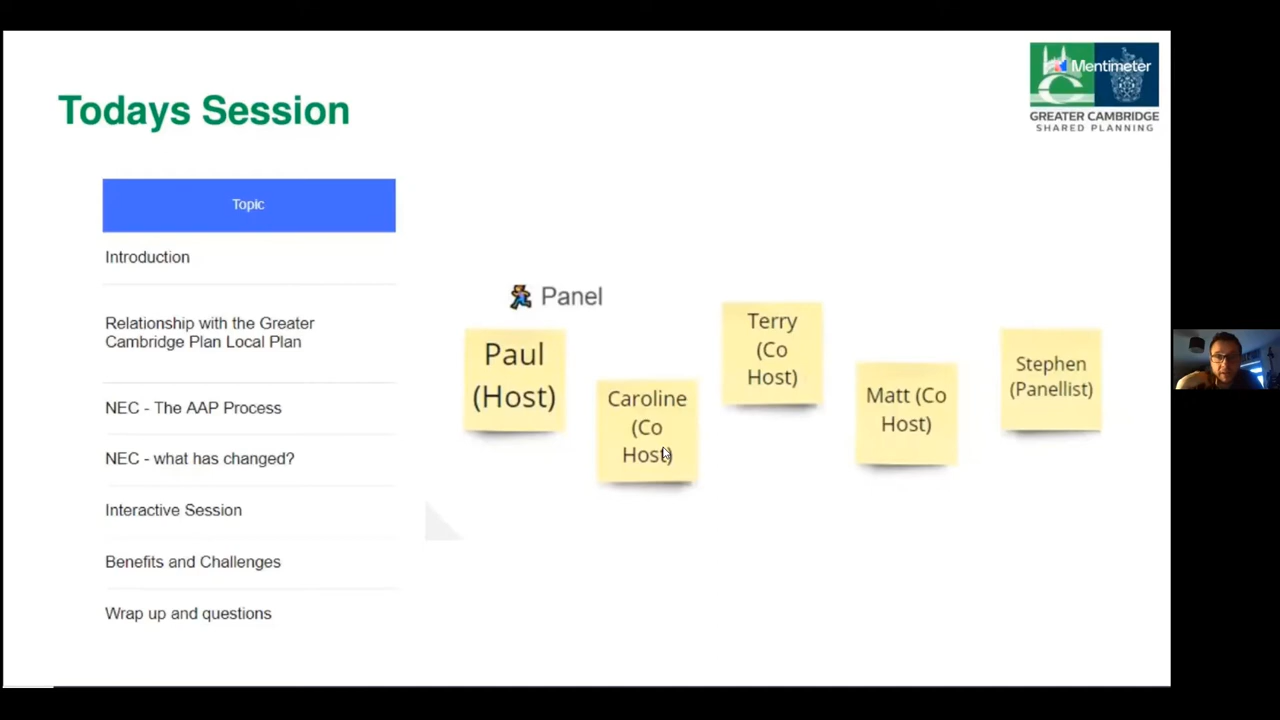 Todays Session
Mentimeter
GREATER CAMBRIDGE
SHARED PLANNING
Topic
Introduction
Relationship with the Greater
Cambridge Plan Local Plan
NEC - The AAP Process
NEC - what has changed?
Interactive Session
Benefits and Challenges
Wrap up and questions
Panel
Paul
(Host)
Caroline
(Co
Host)
Terry
(Co
Host)
Matt (Co
Host)
Stephen
(Panellist)